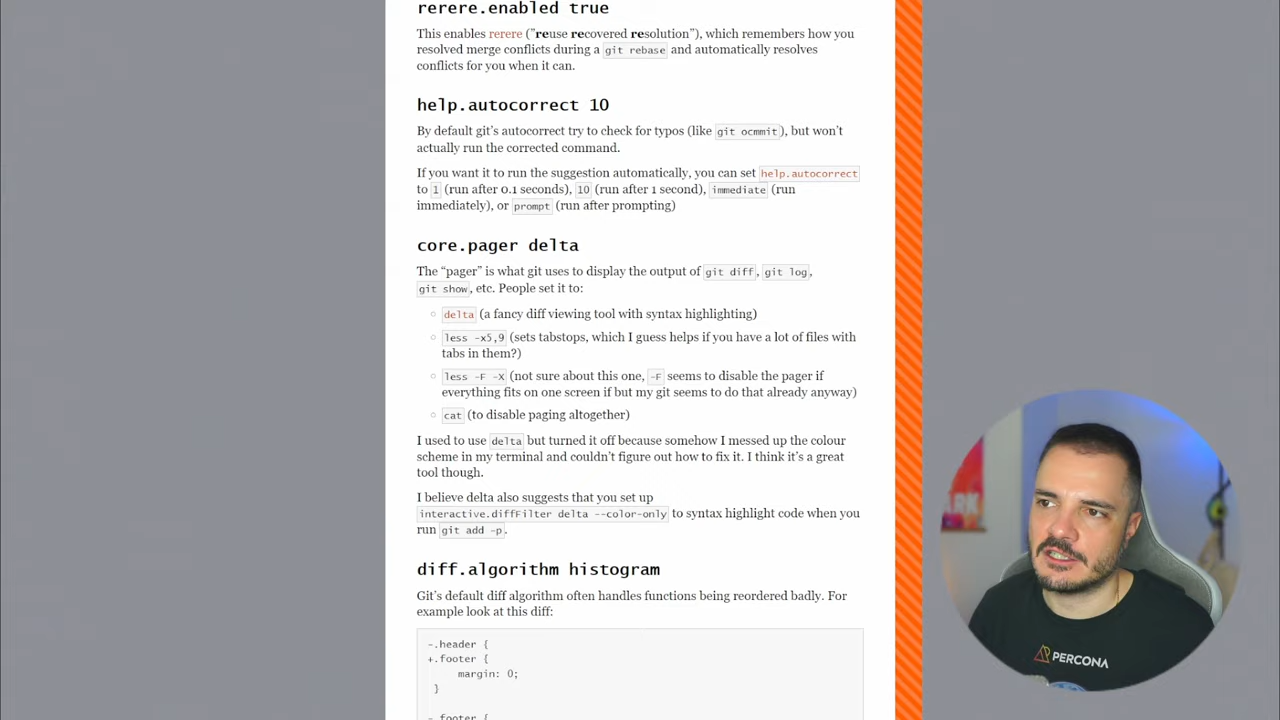 rerere.enabled true
This enables rerere ("reuse recovered resolution"), which remembers how you
resolved merge conflicts during a git rebase and automatically resolves
conflicts for you when it can.
help.autocorrect 10
By default git's autocorrect try to check for typos (like git ocmmit), but won't
actually run the corrected command.
If you want it to run the suggestion automatically, you can set help.autocorrect
to 1 (run after 0.1 seconds), 10 (run after 1 second), immediate (run
immediately), or prompt (run after prompting)
core.pager delta
The “pager” is what git uses to display the output of git diff, git log,
git show, etc. People set it to:
delta (a fancy diff viewing tool with syntax highlighting)
less -x5,9 (sets tabstops, which I guess helps if you have a lot of files with
tabs in them?)
less -F -X (not sure about this one, -F seems to disable the pager if
everything fits on one screen if but my git seems to do that already anyway)
cat (to disable paging altogether)
I used to use delta but turned it off because somehow I messed up the colour
scheme in my terminal and couldn't figure out how to fix it. I think it's a great
tool though.
I believe delta also suggests that you set up
interactive.diffFilter delta --color-only to syntax highlight code when you
run git add -p.
diff.algorithm histogram
Git's default diff algorithm often handles functions being reordered badly. For
example look at this diff:
-.header {
+.footer {
margin: 0;
}
-.footer {
PERCONA